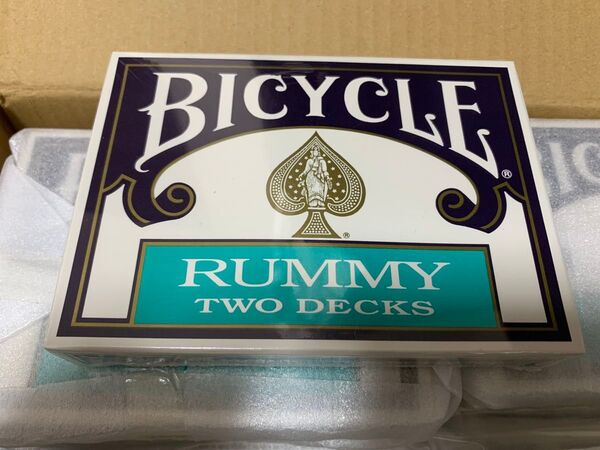 BICYCLE
®
®
RUMMY
TWO DECKS